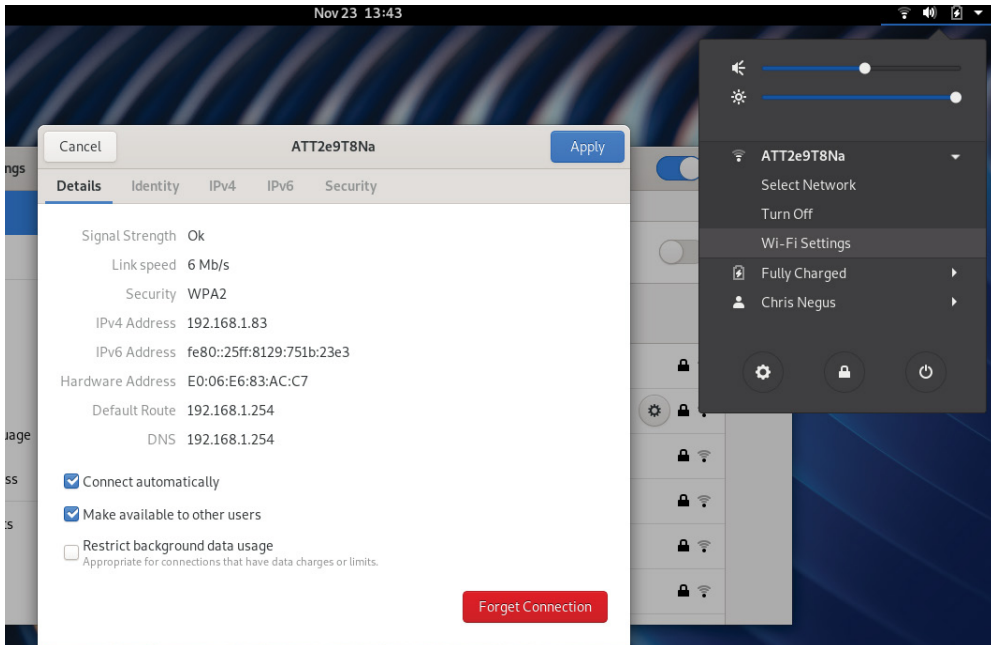 Nov 23 13:43
ngs
uage
ss
ts
Cancel
ATT2e9T8Na
Apply
Details Identity IPv4 IPv6 Security
Signal Strength Ok
Link speed 6 Mb/s
Security WPA2
IPv4 Address 192.168.1.83
IPv6 Address fe80::25ff:8129:751b:23e3
Hardware Address E0:06:E6:83:AC:C7
Default Route 192.168.1.254
DNS 192.168.1.254
Connect automatically
Make available to other users
Restrict background data usage
Appropriate for connections that have data charges or limits.
Forget Connection
ATT2e9T8Na
Select Network
Turn Off
Wi-Fi Settings
Fully Charged
Chris Negus